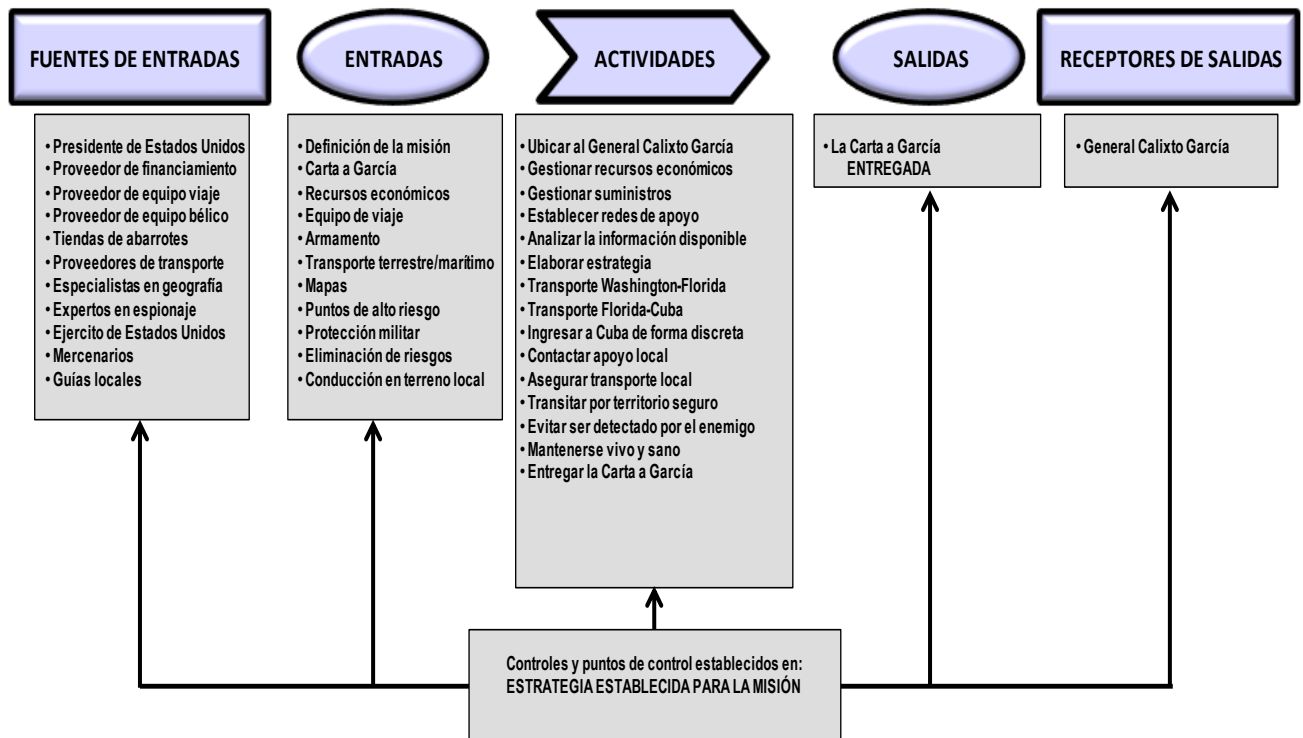 FUENTES DE ENTRADAS
ENTRADAS
ACTIVIDADES
SALIDAS
RECEPTORES DE SALIDAS
• Presidente de Estados Unidos
• Proveedor de financiamiento
• Proveedor de equipo viaje
• Proveedor de equipo bélico
• Tiendas de abarrotes
• Proveedores de transporte
• Especialistas en geografía
• Expertos en espionaje
• Ejercito de Estados Unidos
• Mercenarios
• Guías locales
• Definición de la misión
• Carta a García
• Recursos económicos
• Equipo de viaje
• Armamento
• Transporte terrestre/marítimo
• Mapas
• Puntos de alto riesgo
• Protección militar
• Eliminación de riesgos
• Conducción en terreno local
• Ubicar al General Calixto García
• Gestionar recursos económicos
• Gestionar suministros
• Establecer redes de apoyo
• Analizar la información disponible
• Elaborar estrategia
• Transporte Washington-Florida
• Transporte Florida-Cuba
• Ingresar a Cuba de forma discreta
• Contactar apoyo local
• Asegurar transporte local
• Transitar por territorio seguro
• Evitar ser detectado por el enemigo
• Mantenerse vivo y sano
• Entregar la Carta a García
• La Carta a García
ENTREGADA
• General Calixto García
Controles y puntos de control establecidos en:
ESTRATEGIA ESTABLECIDA PARA LA MISIÓN